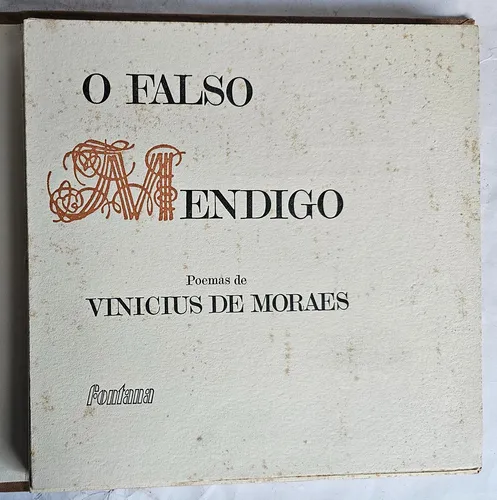 O FALSO
MENDIGO
Poemas de
VINICIUS DE MORAES
fontana